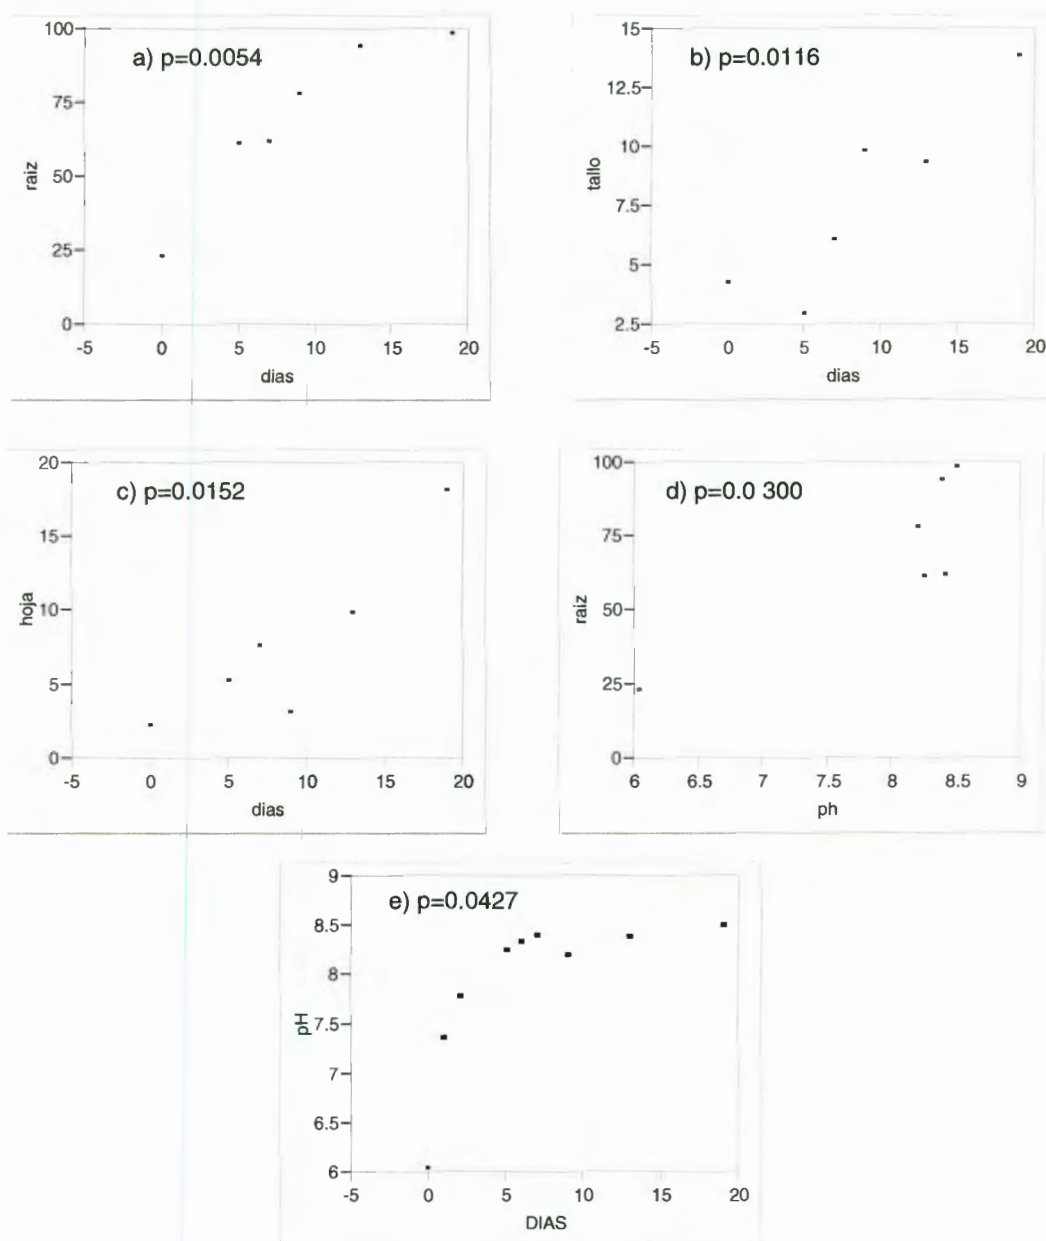 a) p=0.0054
100
75
50
25
0
raiz
-5 0 5 10 15 20
dias
b) p=0.0116
15
12.5
10
7.5
5
2.5
tallo
-5 0 5 10 15 20
dias
c) p=0.0152
20
15
10
5
0
hoja
-5 0 5 10 15 20
dias
d) p=0.0 300
100
75
50
25
0
raiz
6 6.5 7 7.5 8 8.5 9
ph
e) p=0.0427
9
8.5
8
7.5
7
6.5
6
pH
-5 0 5 10 15 20
DIAS